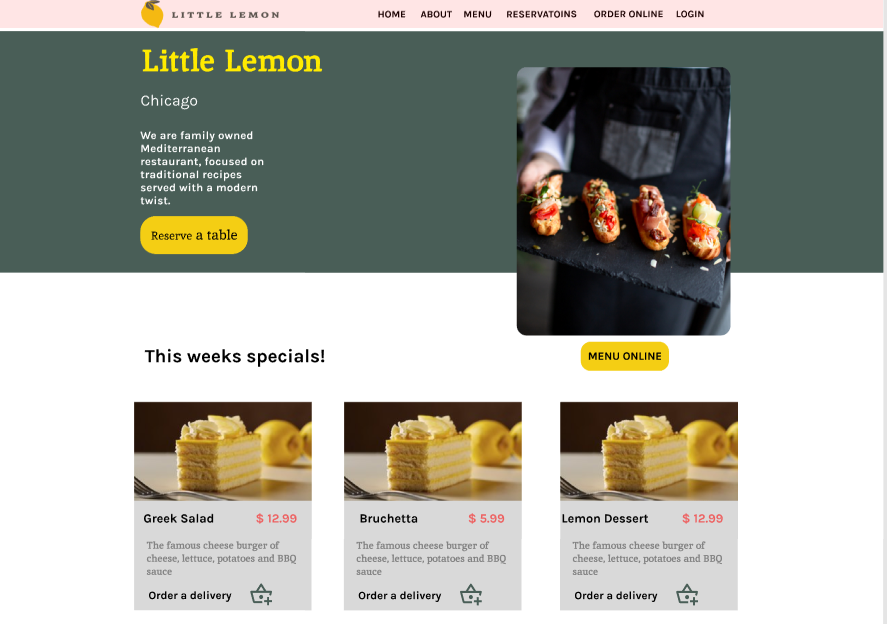 LITTLE LEMON
HOME ABOUT MENU RESERVATOINS ORDER ONLINE LOGIN
Little Lemon
Chicago
We are family owned
Mediterranean
restaurant, focused on
traditional recipes
served with a modern
twist.
Reserve a table
This weeks specials!
MENU ONLINE
Greek Salad $ 12.99
The famous cheese burger of
cheese, lettuce, potatoes and BBQ
sauce
Order a delivery
Bruchetta $ 5.99
The famous cheese burger of
cheese, lettuce, potatoes and BBQ
sauce
Order a delivery
Lemon Dessert $ 12.99
The famous cheese burger of
cheese, lettuce, potatoes and BBQ
sauce
Order a delivery